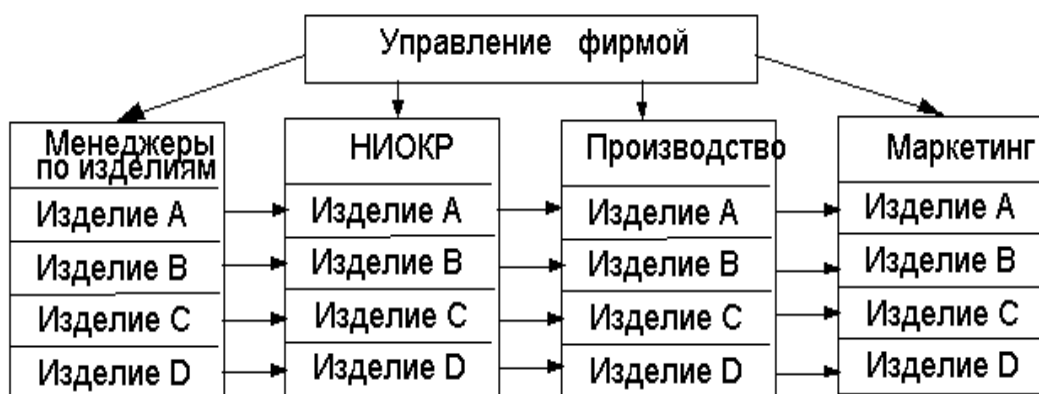 Управление фирмой
Менеджеры
по изделиям
НИОКР
Производство
Маркетинг
Изделие A
Изделие A
Изделие A
Изделие A
Изделие B
Изделие B
Изделие B
Изделие B
Изделие C
Изделие C
Изделие C
Изделие C
Изделие D
Изделие D
Изделие D
Изделие D